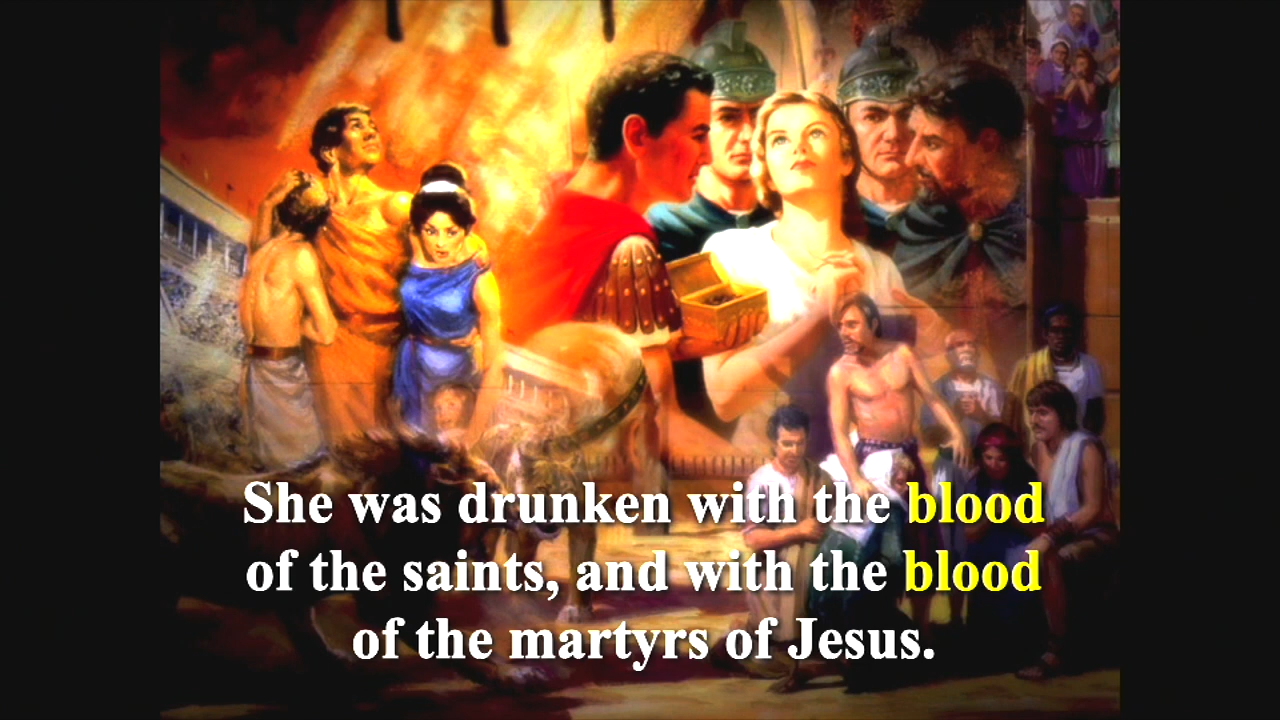 She was drunken with the blood
of the saints, and with the blood
of the martyrs of Jesus.